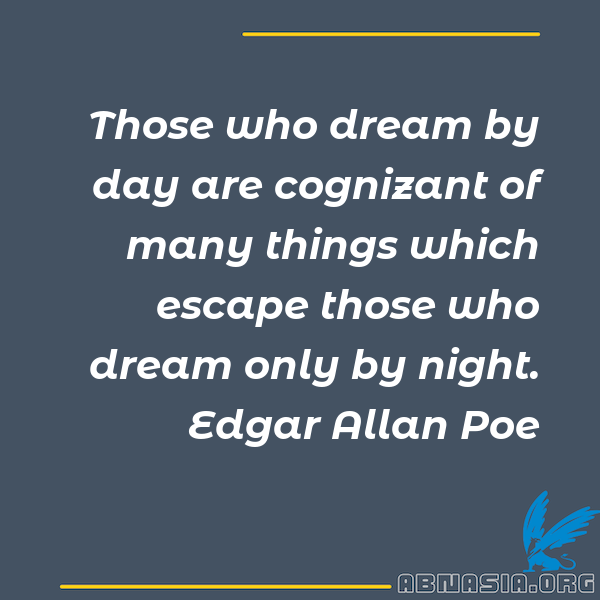 Those who dream by
day are cognizant of
many things which
escape those who
dream only by night.
Edgar Allan Poe
ABNASIA.ORG